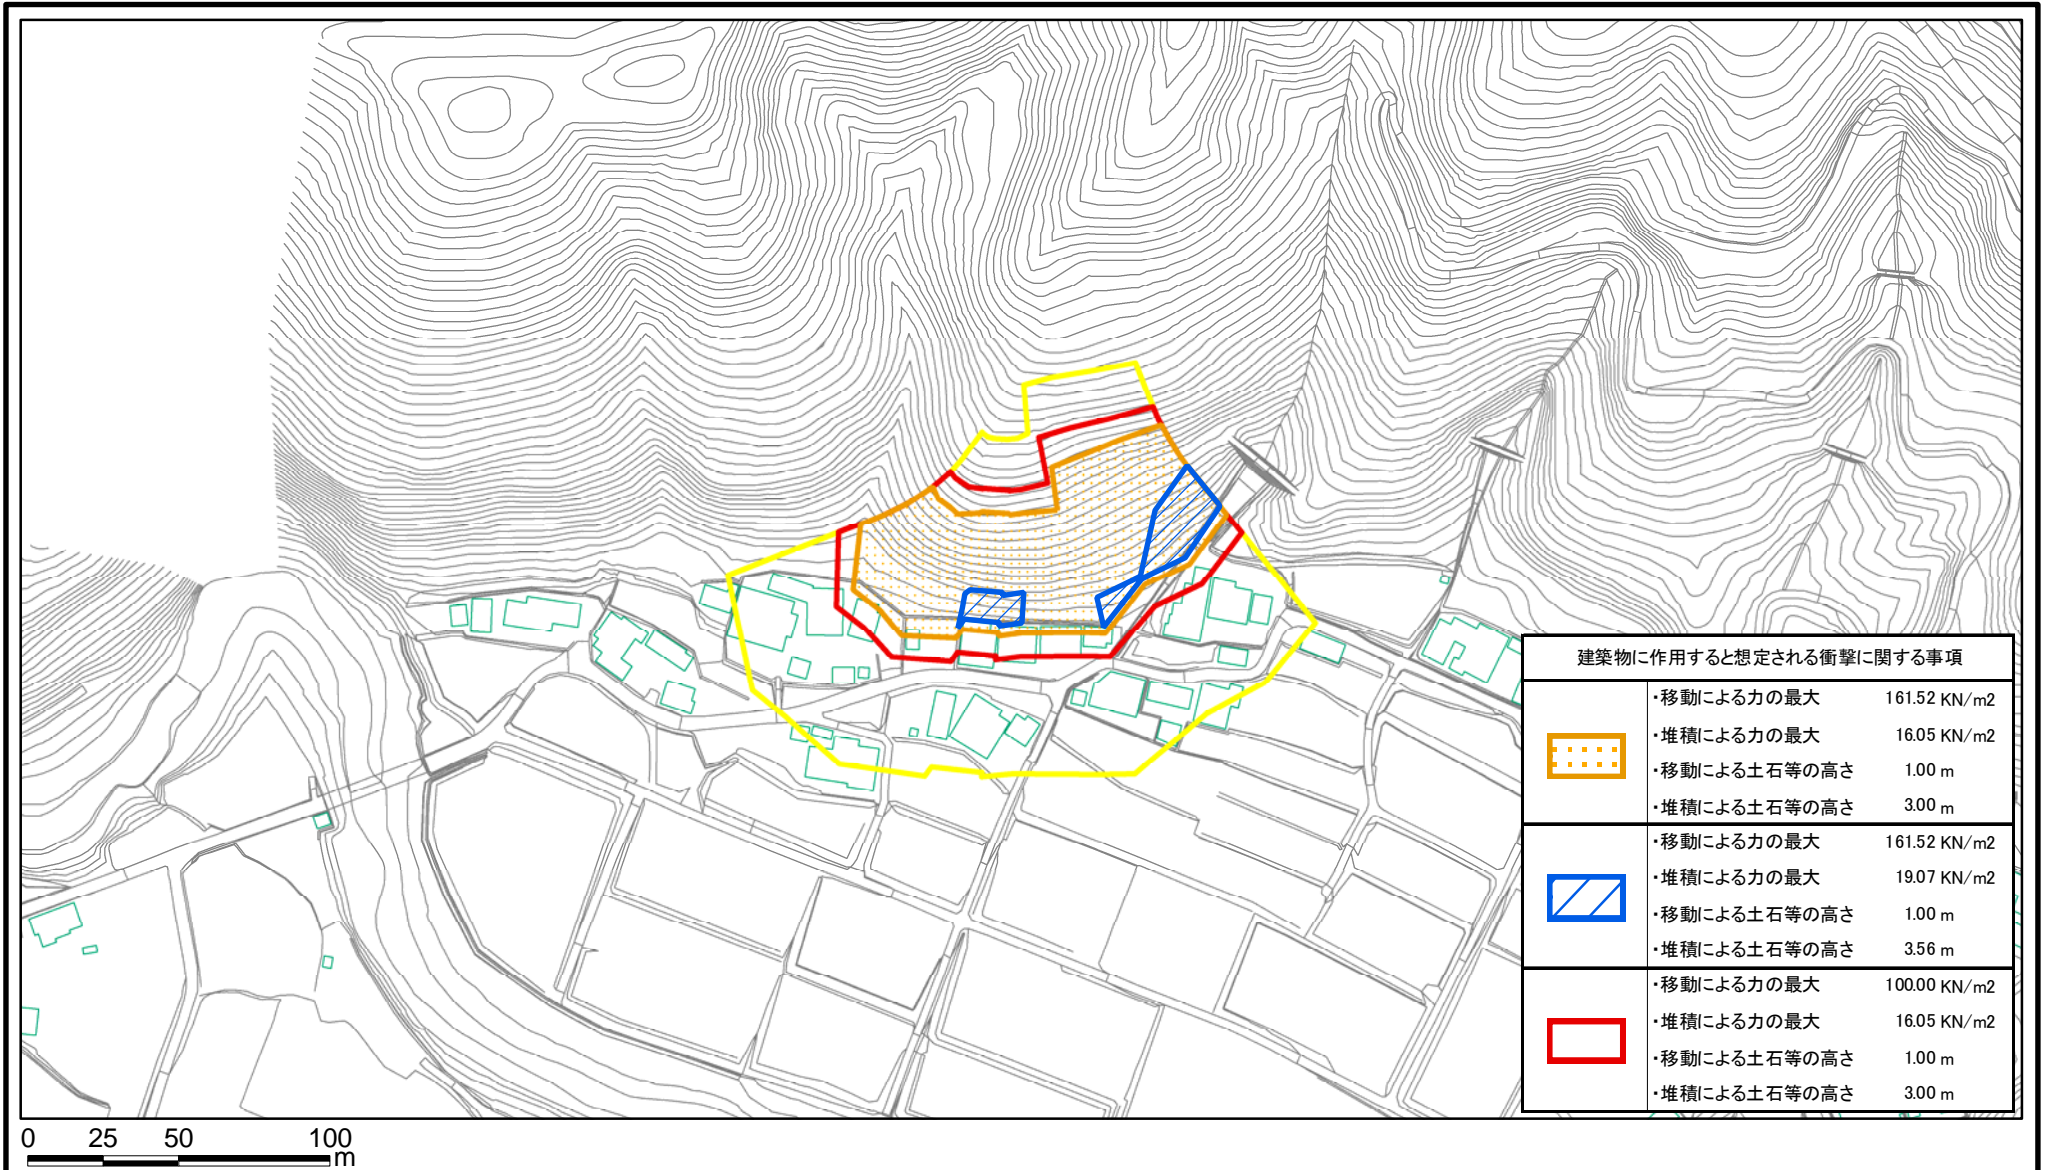 建築物に作用すると想定される衝撃に関する事項
・移動による力の最大 161.52 KN/m2
・堆積による力の最大 16.05 KN/m2
・移動による土石等の高さ 1.00 m
・堆積による土石等の高さ 3.00 m
・移動による力の最大 161.52 KN/m2
・堆積による力の最大 19.07 KN/m2
・移動による土石等の高さ 1.00 m
・堆積による土石等の高さ 3.56 m
・移動による力の最大 100.00 KN/m2
・堆積による力の最大 16.05 KN/m2
・移動による土石等の高さ 1.00 m
・堆積による土石等の高さ 3.00 m
0 25 50 100
m